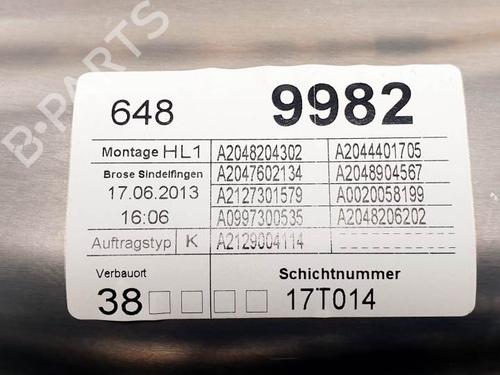 648 9982
Montage HL1 A2048204302 A2044401705
Brose Sindelfingen A2047602134 A2048904567
17.06.2013 A2127301579 A0020058199
16:06 A0997300535 A2048206202
Auftragstyp K A2129004114
Verbauort Schichtnummer
38 17T014
B-PARTS